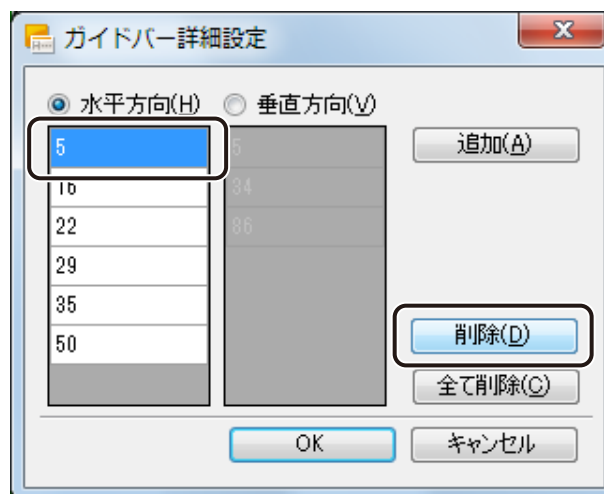 ガイドバー詳細設定
水平方向(H) 垂直方向(V)
5 5 追加(A)
16 34
22 86
29
35
50 削除(D)
全て削除(C)
OK キャンセル